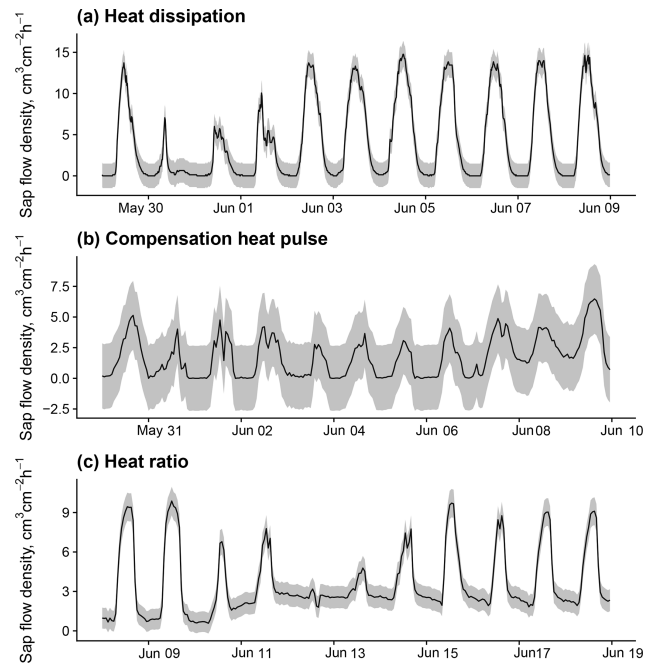 (a) Heat dissipation
Sap flow density, cm³cm⁻²h⁻¹
15
10
5
0
May 30 Jun 01 Jun 03 Jun 05 Jun 07 Jun 09
(b) Compensation heat pulse
Sap flow density, cm³cm⁻²h⁻¹
7.5
5.0
2.5
0.0
−2.5
May 31 Jun 02 Jun 04 Jun 06 Jun08 Jun 10
(c) Heat ratio
Sap flow density, cm³cm⁻²h⁻¹
9
6
3
0
Jun 09 Jun 11 Jun 13 Jun 15 Jun17 Jun 19